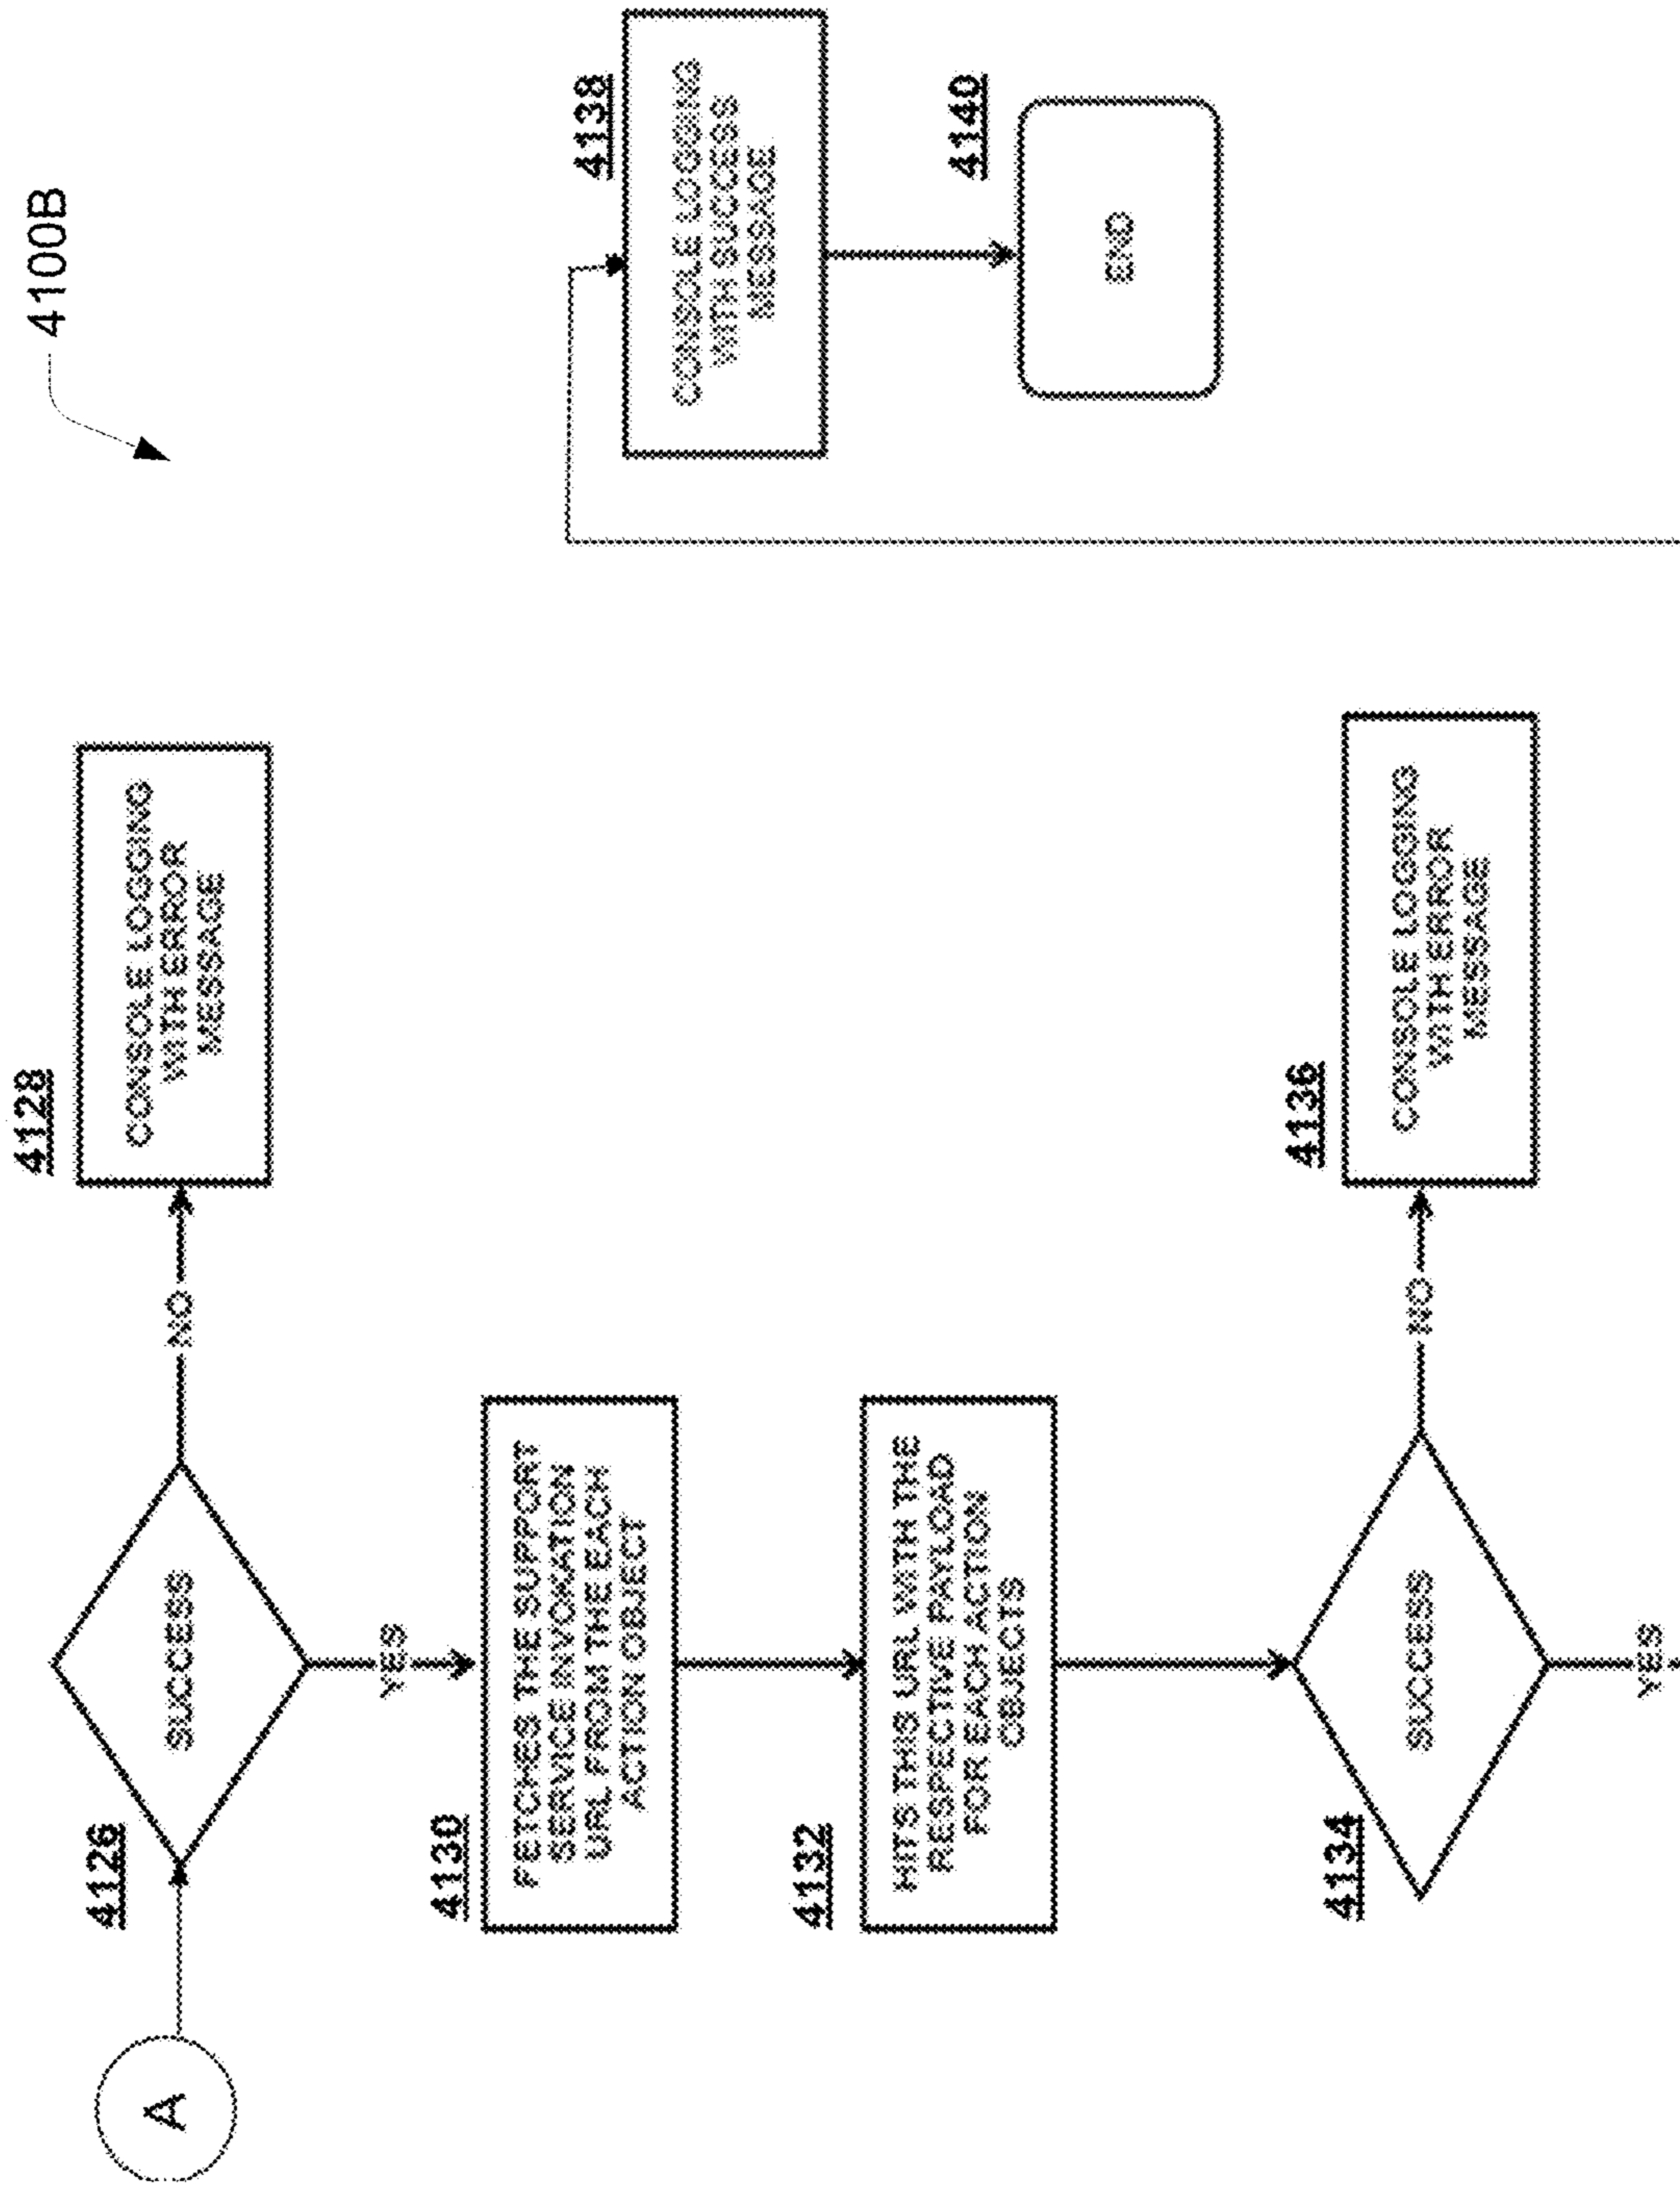 4100B
A
4126
SUCCESS
NO
4128
CONSOLE LOGGING
WITH ERROR
MESSAGE
YES
4130
FETCHES THE SUPPORT
SERVICE INVOKATION
URL FROM THE EACH
ACTION OBJECT
4132
HITS THIS URL WITH THE
RESPECTIVE PAYLOAD
FOR EACH ACTION
OBJECTS
4134
SUCCESS
NO
4136
CONSOLE LOGGING
WITH ERROR
MESSAGE
YES
4138
CONSOLE LOGGING
WITH SUCCESS
MESSAGE
4140
END